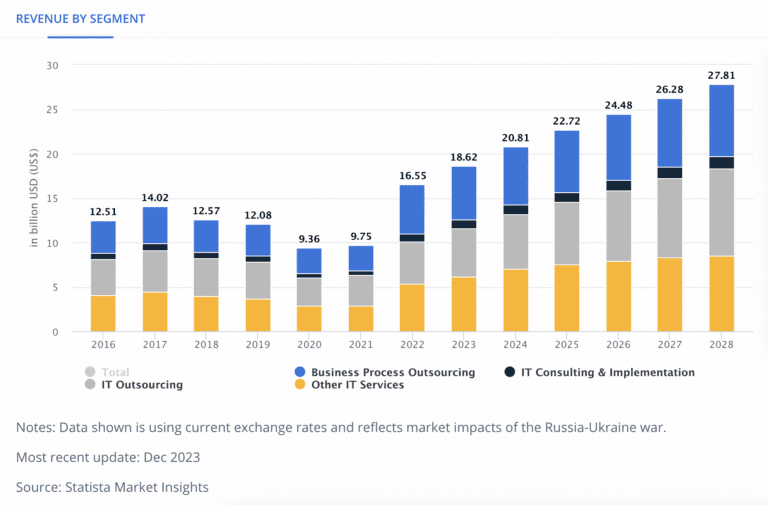 REVENUE BY SEGMENT
30
25
20
15
10
5
0
in billion USD (US$)
12.51
14.02
12.57
12.08
9.36
9.75
16.55
18.62
20.81
22.72
24.48
26.28
27.81
2016 2017 2018 2019 2020 2021 2022 2023 2024 2025 2026 2027 2028
Total Business Process Outsourcing IT Consulting & Implementation
IT Outsourcing Other IT Services
Notes: Data shown is using current exchange rates and reflects market impacts of the Russia-Ukraine war.
Most recent update: Dec 2023
Source: Statista Market Insights